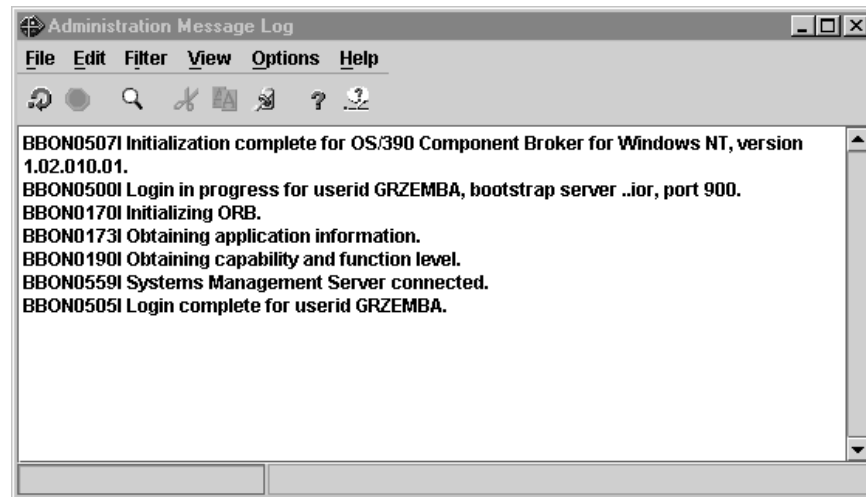 Administration Message Log
File Edit Filter View Options Help
BBON0507I Initialization complete for OS/390 Component Broker for Windows NT, version
1.02.010.01.
BBON0500I Login in progress for userid GRZEMBA, bootstrap server ..ior, port 900.
BBON0170I Initializing ORB.
BBON0173I Obtaining application information.
BBON0190I Obtaining capability and function level.
BBON0559I Systems Management Server connected.
BBON0505I Login complete for userid GRZEMBA.